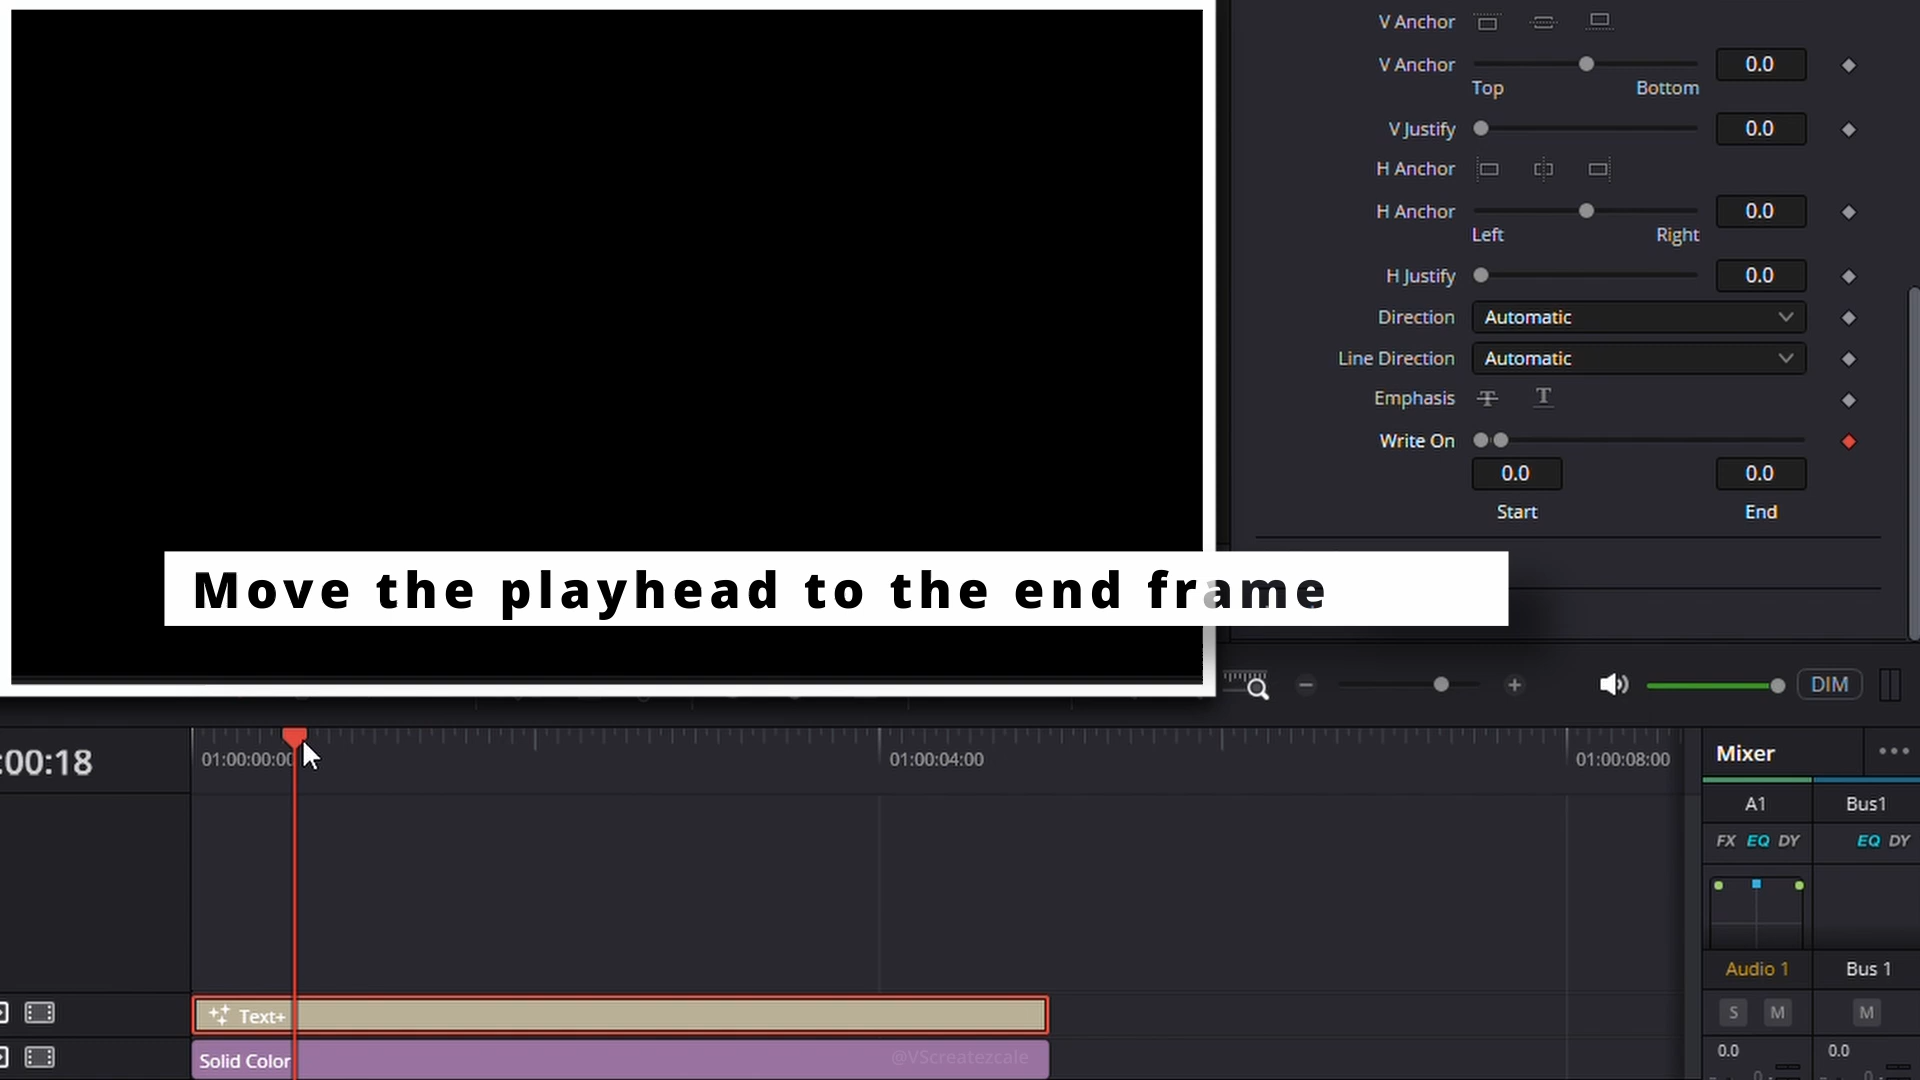 V Anchor
V Anchor 0.0
Top Bottom
V Justify 0.0
H Anchor
H Anchor 0.0
Left Right
H Justify 0.0
Direction Automatic
Line Direction Automatic
Emphasis T T
Write On
0.0 0.0
Start End
Move the playhead to the end frame
DIM
:00:18
01:00:00:00
01:00:04:00
01:00:08:00
Mixer
A1 Bus1
FX EQ DY EQ DY
Audio 1 Bus 1
Text+
S M M
Solid Color
@VScreatezcale
0.0 0.0
0 0